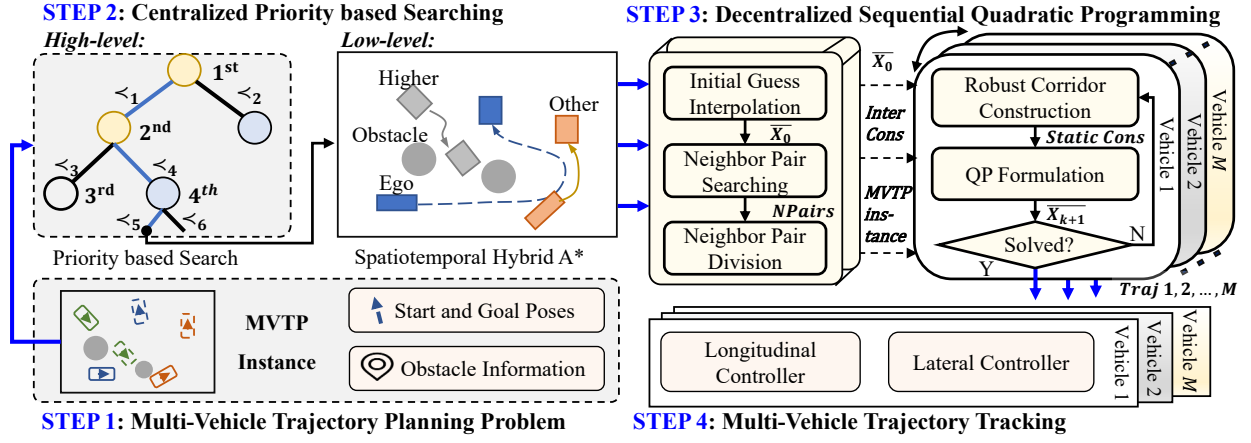 STEP 2: Centralized Priority based Searching
High-level:
1st
≺1
≺2
2nd
≺3
≺4
3rd
4th
≺5
≺6
Priority based Search
Low-level:
Higher
Other
Obstacle
Ego
Spatiotemporal Hybrid A*
STEP 3: Decentralized Sequential Quadratic Programming
Initial Guess
Interpolation
X0
Neighbor Pair
Searching
NPairs
Neighbor Pair
Division
X0
Inter
Cons
MVTP
ins-
tance
Robust Corridor
Construction
Static Cons
QP Formulation
Xk+1
Solved?
N
Y
Vehicle 1
Vehicle 2
Vehicle M
Traj 1, 2, ..., M
MVTP
Instance
Start and Goal Poses
Obstacle Information
STEP 1: Multi-Vehicle Trajectory Planning Problem
Longitudinal
Controller
Lateral Controller
Vehicle 1
Vehicle 2
Vehicle M
STEP 4: Multi-Vehicle Trajectory Tracking